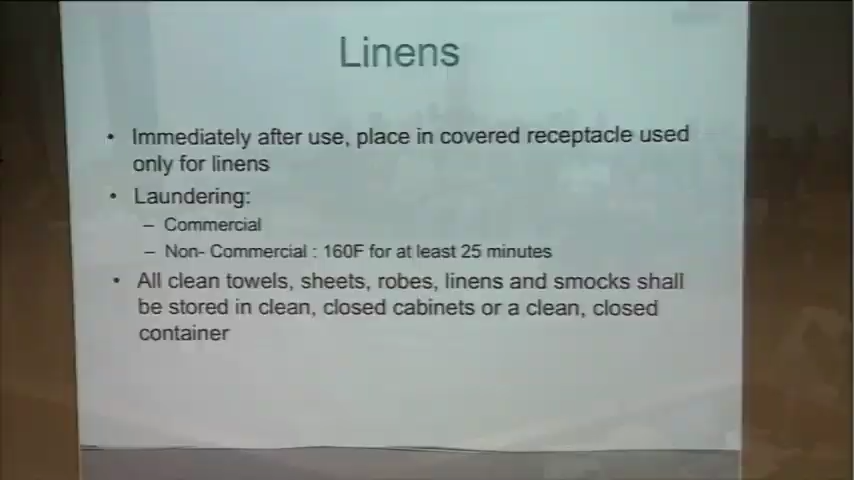 Linens
• Immediately after use, place in covered receptacle used
only for linens
• Laundering:
– Commercial
– Non- Commercial : 160F for at least 25 minutes
• All clean towels, sheets, robes, linens and smocks shall
be stored in clean, closed cabinets or a clean, closed
container